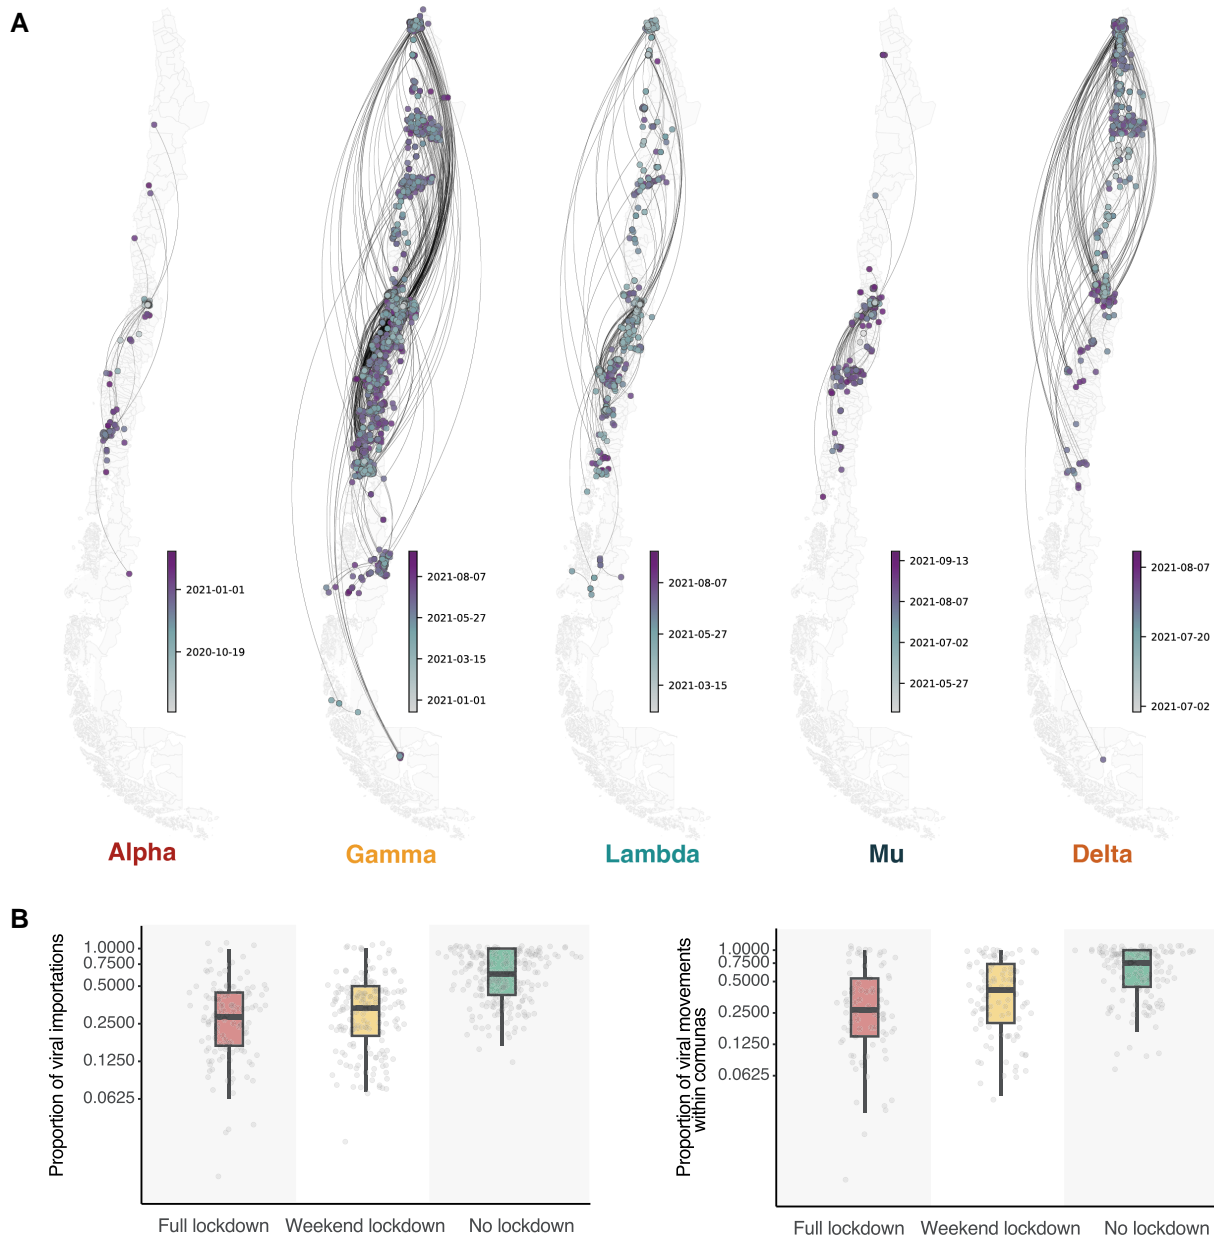 A
2021-01-01
2020-10-19
2021-08-07
2021-05-27
2021-03-15
2021-01-01
2021-08-07
2021-05-27
2021-03-15
2021-09-13
2021-08-07
2021-07-02
2021-05-27
2021-08-07
2021-07-20
2021-07-02
Alpha
Gamma
Lambda
Mu
Delta
B
Proportion of viral importations
1.0000
0.7500
0.5000
0.2500
0.1250
0.0625
Full lockdown
Weekend lockdown
No lockdown
Proportion of viral movements
within comunas
1.0000
0.7500
0.5000
0.2500
0.1250
0.0625
Full lockdown
Weekend lockdown
No lockdown